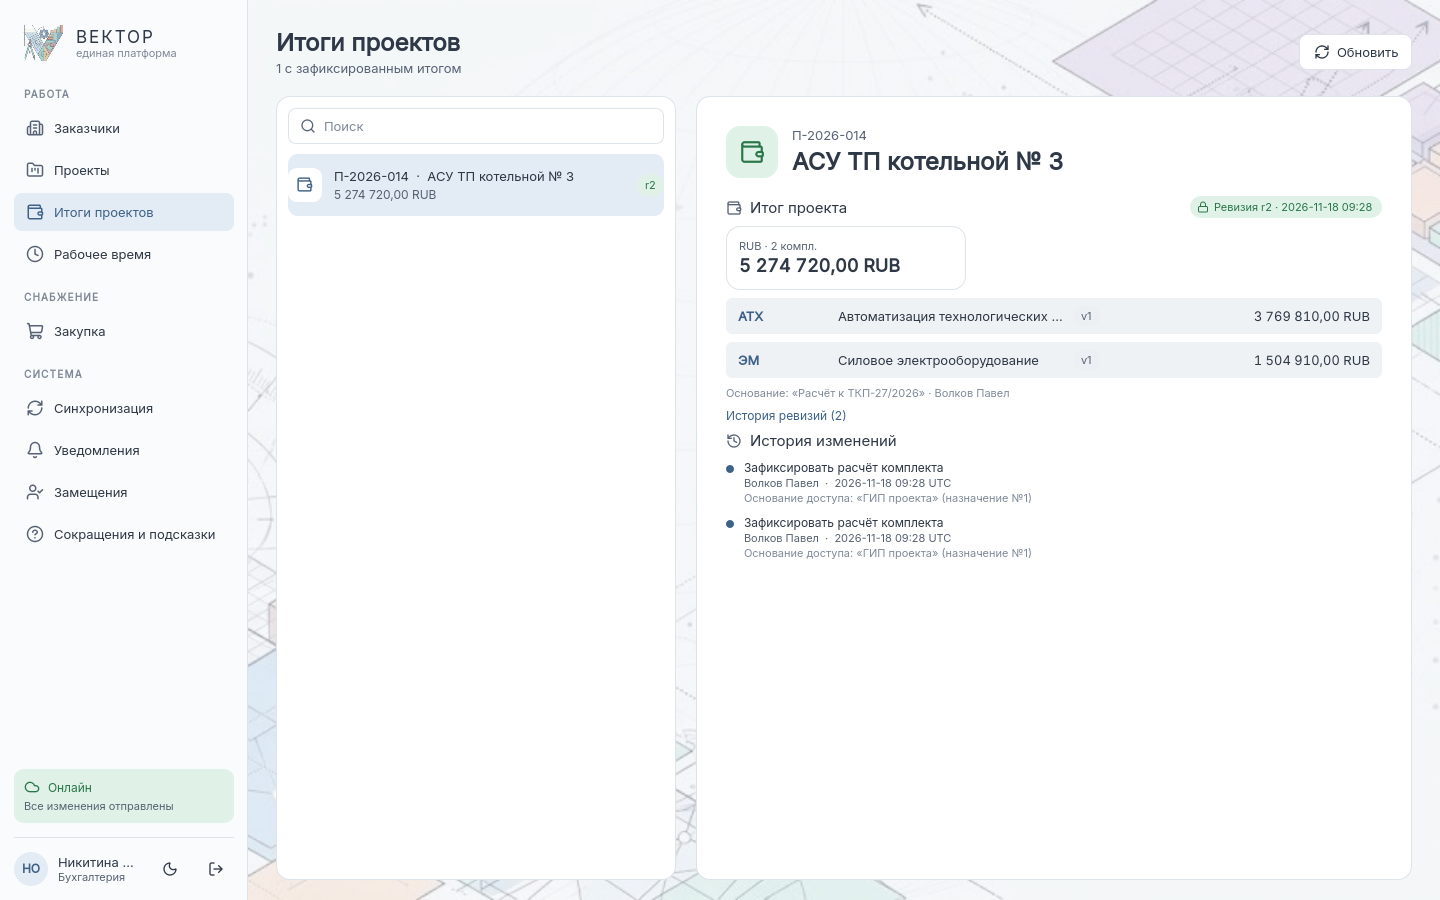 ВЕКТОР
единая платформа
РАБОТА
Заказчики
Проекты
Итоги проектов
Рабочее время
СНАБЖЕНИЕ
Закупка
СИСТЕМА
Синхронизация
Уведомления
Замещения
Сокращения и подсказки
Онлайн
Все изменения отправлены
НО
Никитина ...
Бухгалтерия
Итоги проектов
1 с зафиксированным итогом
Обновить
Поиск
П-2026-014 · АСУ ТП котельной № 3
5 274 720,00 RUB
r2
П-2026-014
АСУ ТП котельной № 3
Итог проекта
Ревизия r2 · 2026-11-18 09:28
RUB · 2 компл.
5 274 720,00 RUB
АТХ Автоматизация технологических ... v1 3 769 810,00 RUB
ЭМ Силовое электрооборудование v1 1 504 910,00 RUB
Основание: «Расчёт к ТКП-27/2026» · Волков Павел
История ревизий (2)
История изменений
Зафиксировать расчёт комплекта
Волков Павел · 2026-11-18 09:28 UTC
Основание доступа: «ГИП проекта» (назначение №1)
Зафиксировать расчёт комплекта
Волков Павел · 2026-11-18 09:28 UTC
Основание доступа: «ГИП проекта» (назначение №1)